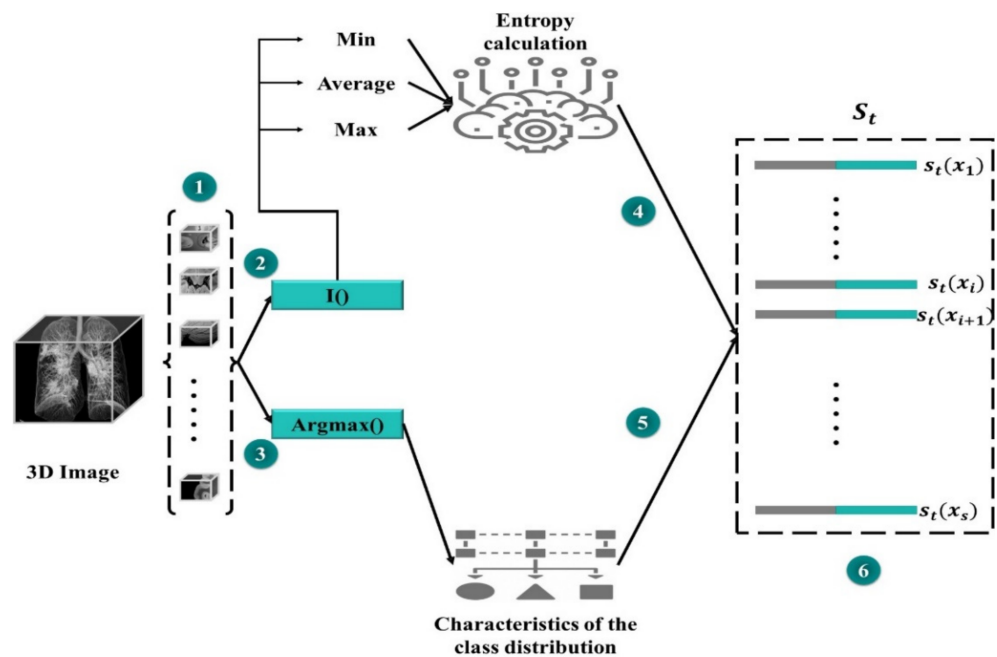 Min
Average
Max
Entropy
calculation
1
2
I()
3
Argmax()
3D Image
4
5
Characteristics of the
class distribution
S_t
s_t(x_1)
s_t(x_i)
s_t(x_{i+1})
s_t(x_s)
6